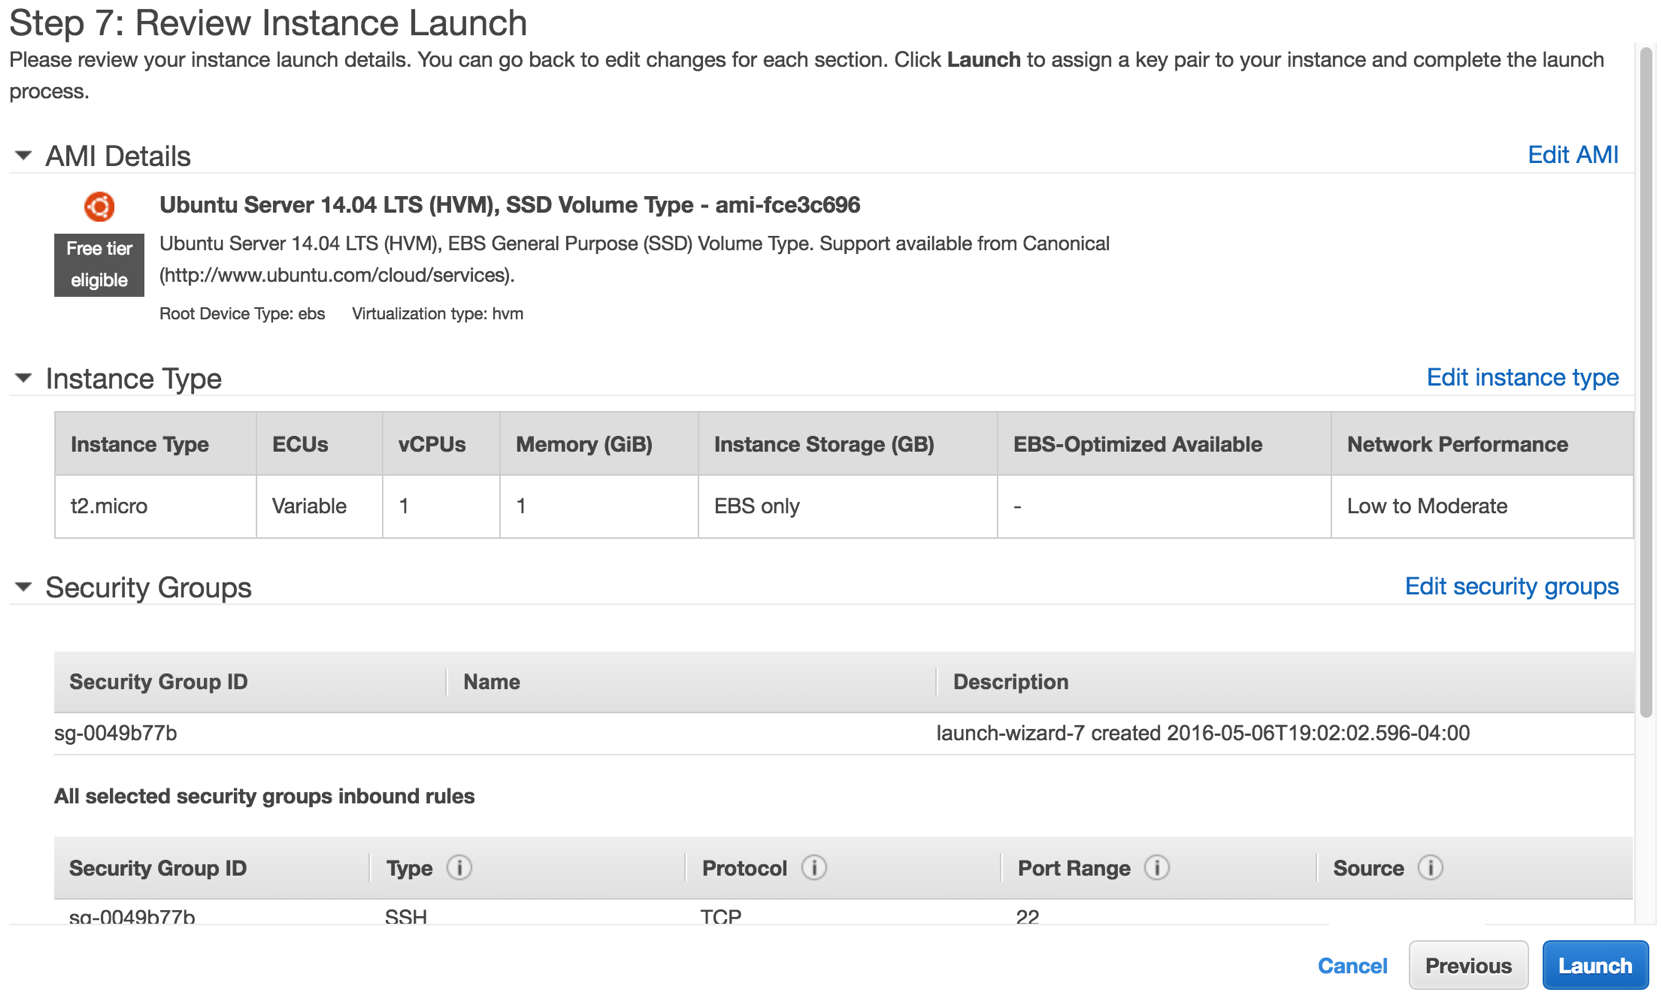 Step 7: Review Instance Launch
Please review your instance launch details. You can go back to edit changes for each section. Click Launch to assign a key pair to your instance and complete the launch
process.
AMI Details
Edit AMI
Ubuntu Server 14.04 LTS (HVM), SSD Volume Type - ami-fce3c696
Free tier
eligible
Ubuntu Server 14.04 LTS (HVM), EBS General Purpose (SSD) Volume Type. Support available from Canonical
(http://www.ubuntu.com/cloud/services).
Root Device Type: ebs Virtualization type: hvm
Instance Type
Edit instance type
Instance Type ECUs vCPUs Memory (GiB) Instance Storage (GB) EBS-Optimized Available Network Performance
t2.micro Variable 1 1 EBS only - Low to Moderate
Security Groups
Edit security groups
Security Group ID Name Description
sg-0049b77b launch-wizard-7 created 2016-05-06T19:02:02.596-04:00
All selected security groups inbound rules
Security Group ID Type i Protocol i Port Range i Source i
sg-0049b77b SSH TCP 22
Cancel Previous Launch